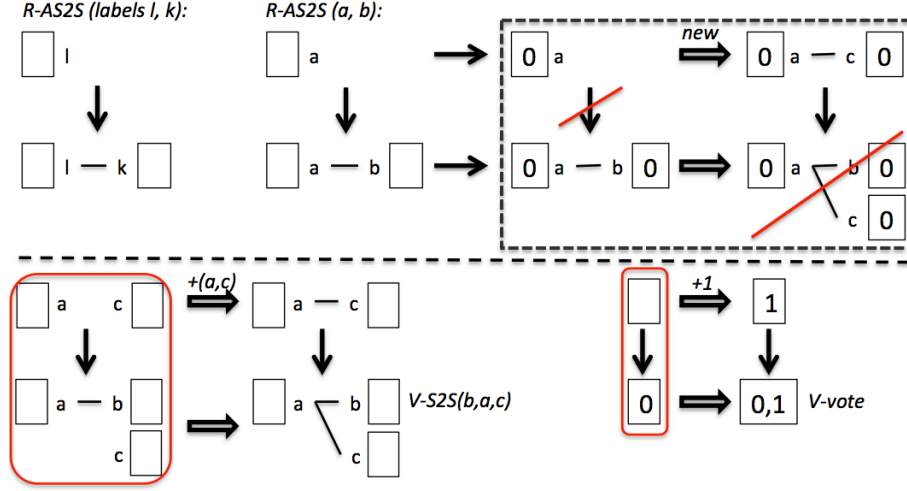 R-AS2S (labels l, k)
R-AS2S (a, b):
l
a
0 a
new
0 a c 0
l k
a b
0 a b 0
0 a b 0
c 0
a c
+(a,c)
a c
+1
1
a b
c
a b
c
V-S2S(b,a,c)
0
0,1
V-vote